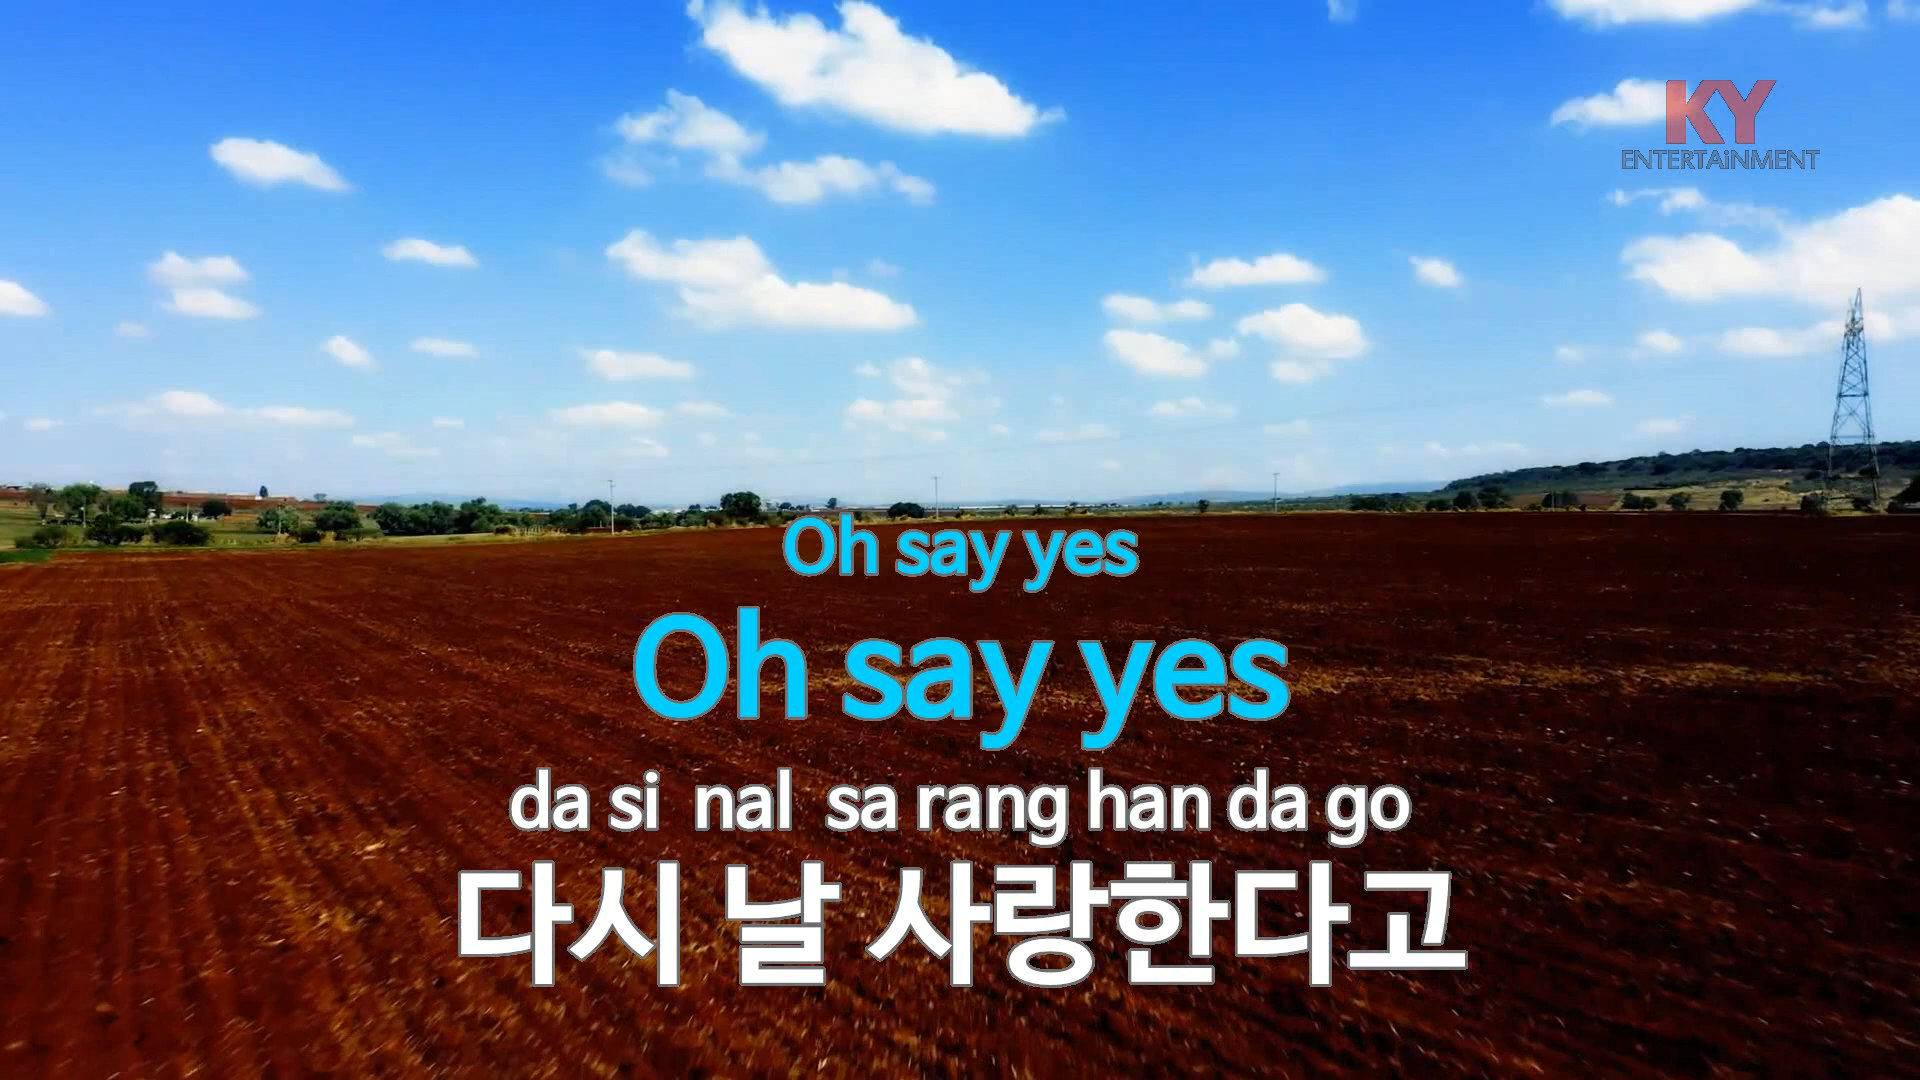 KY
ENTERTAiNMENT
Oh say yes
Oh say yes
da si nal sa rang han da go
다시 날 사랑한다고